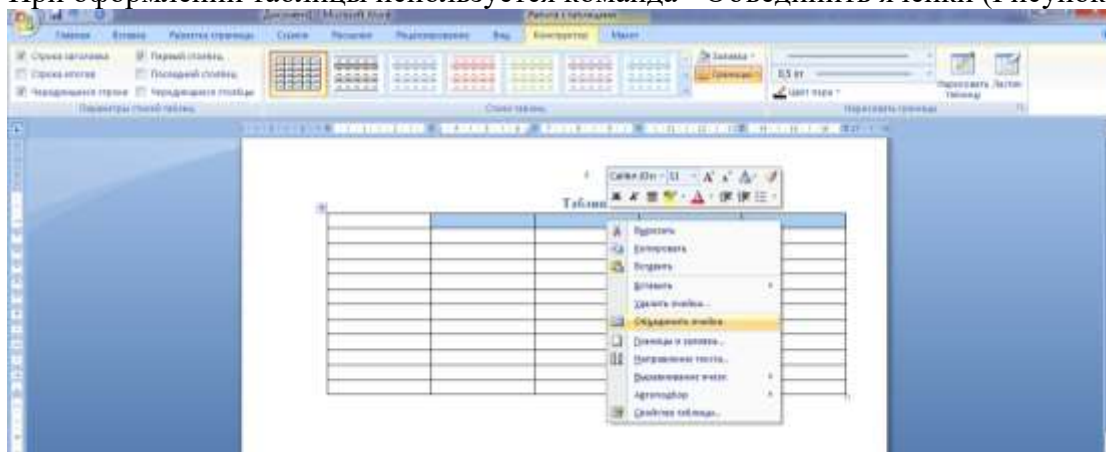 При оформлении таблицы используется команда - Объединить ячейки (Рисунок
Документ1 - Microsoft Word Работа с таблицами
Главная Вставка Разметка страницы Ссылки Рассылки Рецензирование Вид Конструктор Макет
Строка заголовка Первый столбец Заливка
Строка итогов Последний столбец Границы 0,5 пт
Чередующиеся строки Чередующиеся столбцы Цвет пера Нарисовать таблицу Ластик
Параметры стилей таблиц Стили таблиц Нарисовать границы
11
Таблиц
Вырезать
Копировать
Вставить
Вставить
Удалить ячейки...
Объединить ячейки
Границы и заливка...
Направление текста...
Выравнивание ячеек
Автоподбор
Свойства таблицы...